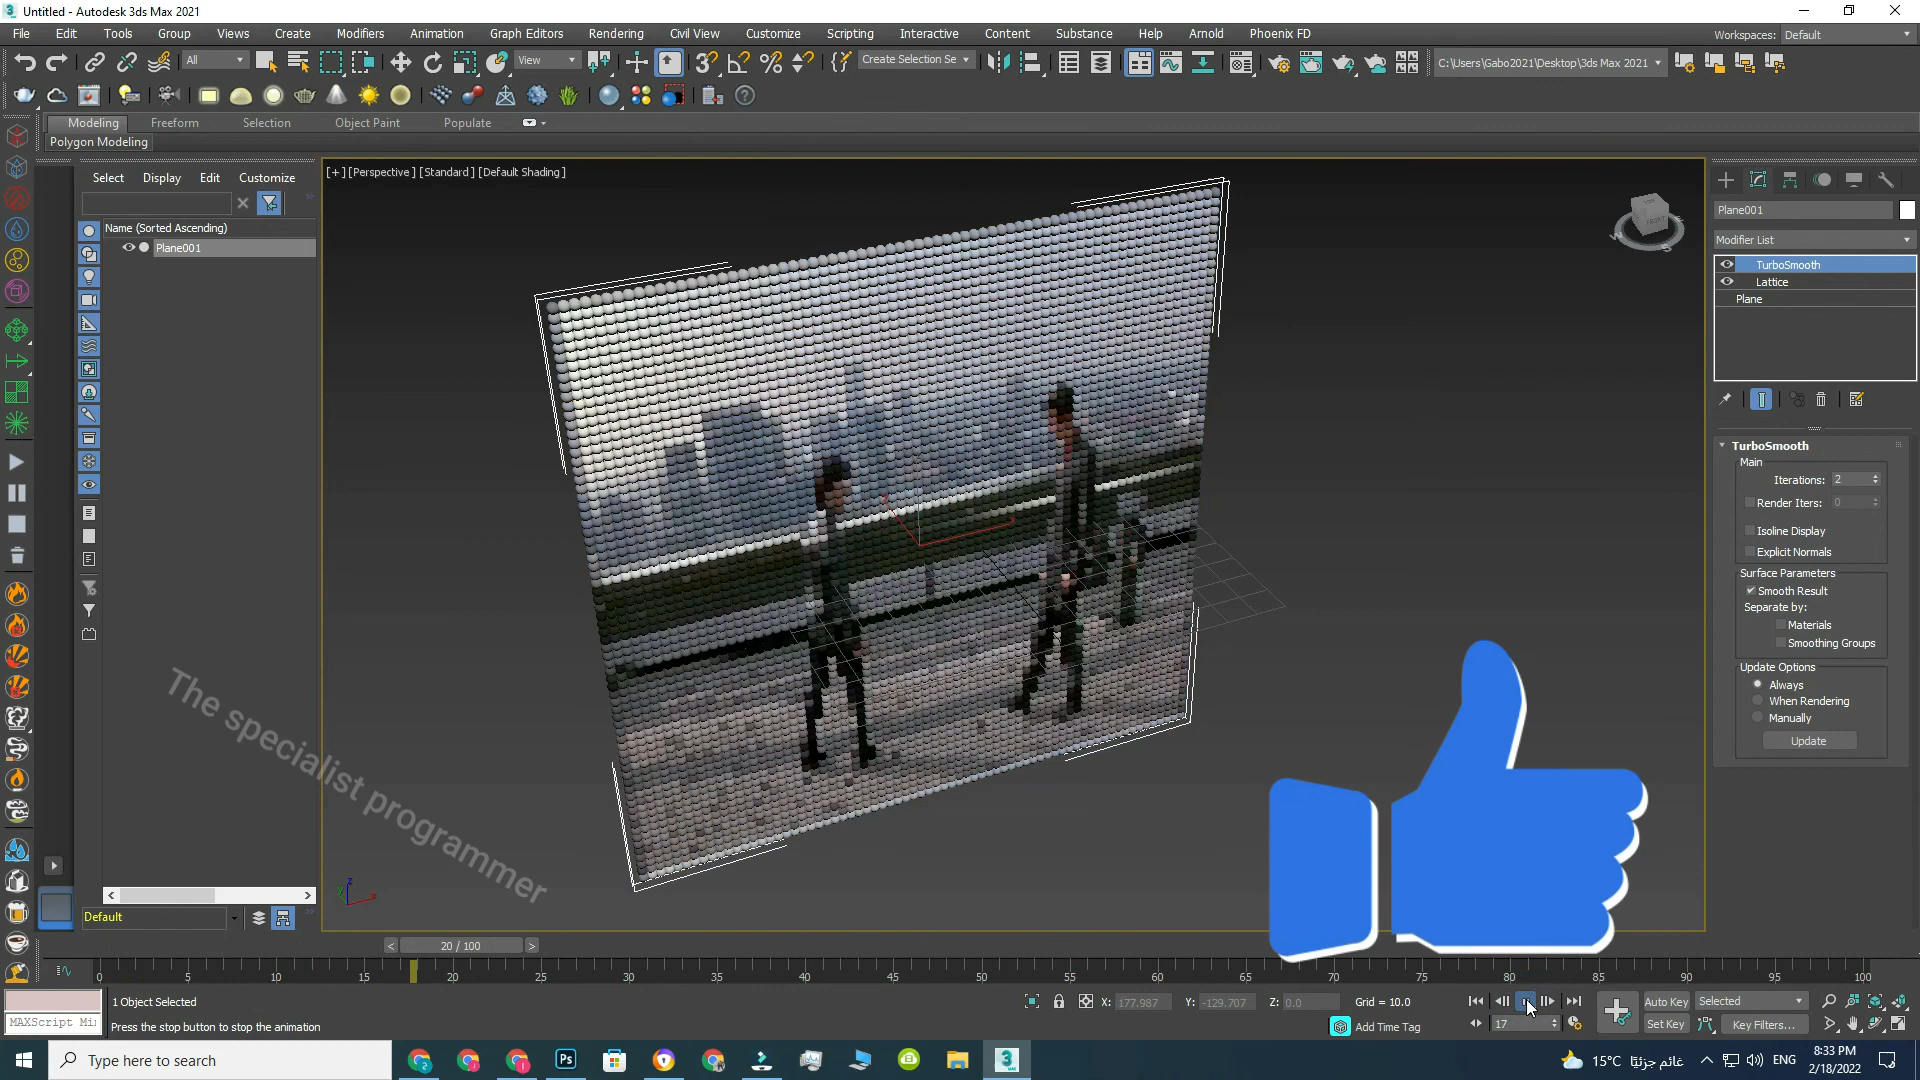 Untitled - Autodesk 3ds Max 2021
File Edit Tools Group Views Create Modifiers Animation Graph Editors Rendering Civil View Customize Scripting Interactive Content Substance Help Arnold Phoenix FD
Workspaces: Default
All View Create Selection Se C:\Users\Gabo2021\Desktop\3ds Max 2021
Modeling Freeform Selection Object Paint Populate
Polygon Modeling
Select Display Edit Customize
[+] [Perspective] [Standard] [Default Shading]
Name (Sorted Ascending)
Plane001
Plane001
Modifier List
TurboSmooth
Lattice
Plane
TurboSmooth
Main
Iterations: 2
Render Iters: 0
Isoline Display
Explicit Normals
Surface Parameters
Smooth Result
Separate by:
Materials
Smoothing Groups
Update Options
Always
When Rendering
Manually
Update
TOP
FRONT
W
S
The specialist programmer
z
x
Default
20 / 100
0 5 10 15 20 25 30 35 40 45 50 55 60 65 70 75 80 85 90 95 100
1 Object Selected
X: 177.987 Y: -129.707 Z: 0.0 Grid = 10.0
Auto Key Selected
MAXScript Mi
Press the stop button to stop the animation
Add Time Tag
17
Set Key Key Filters...
Type here to search
Ps
3
15°C غائم جزئيًا
ENG
8:33 PM
2/18/2022